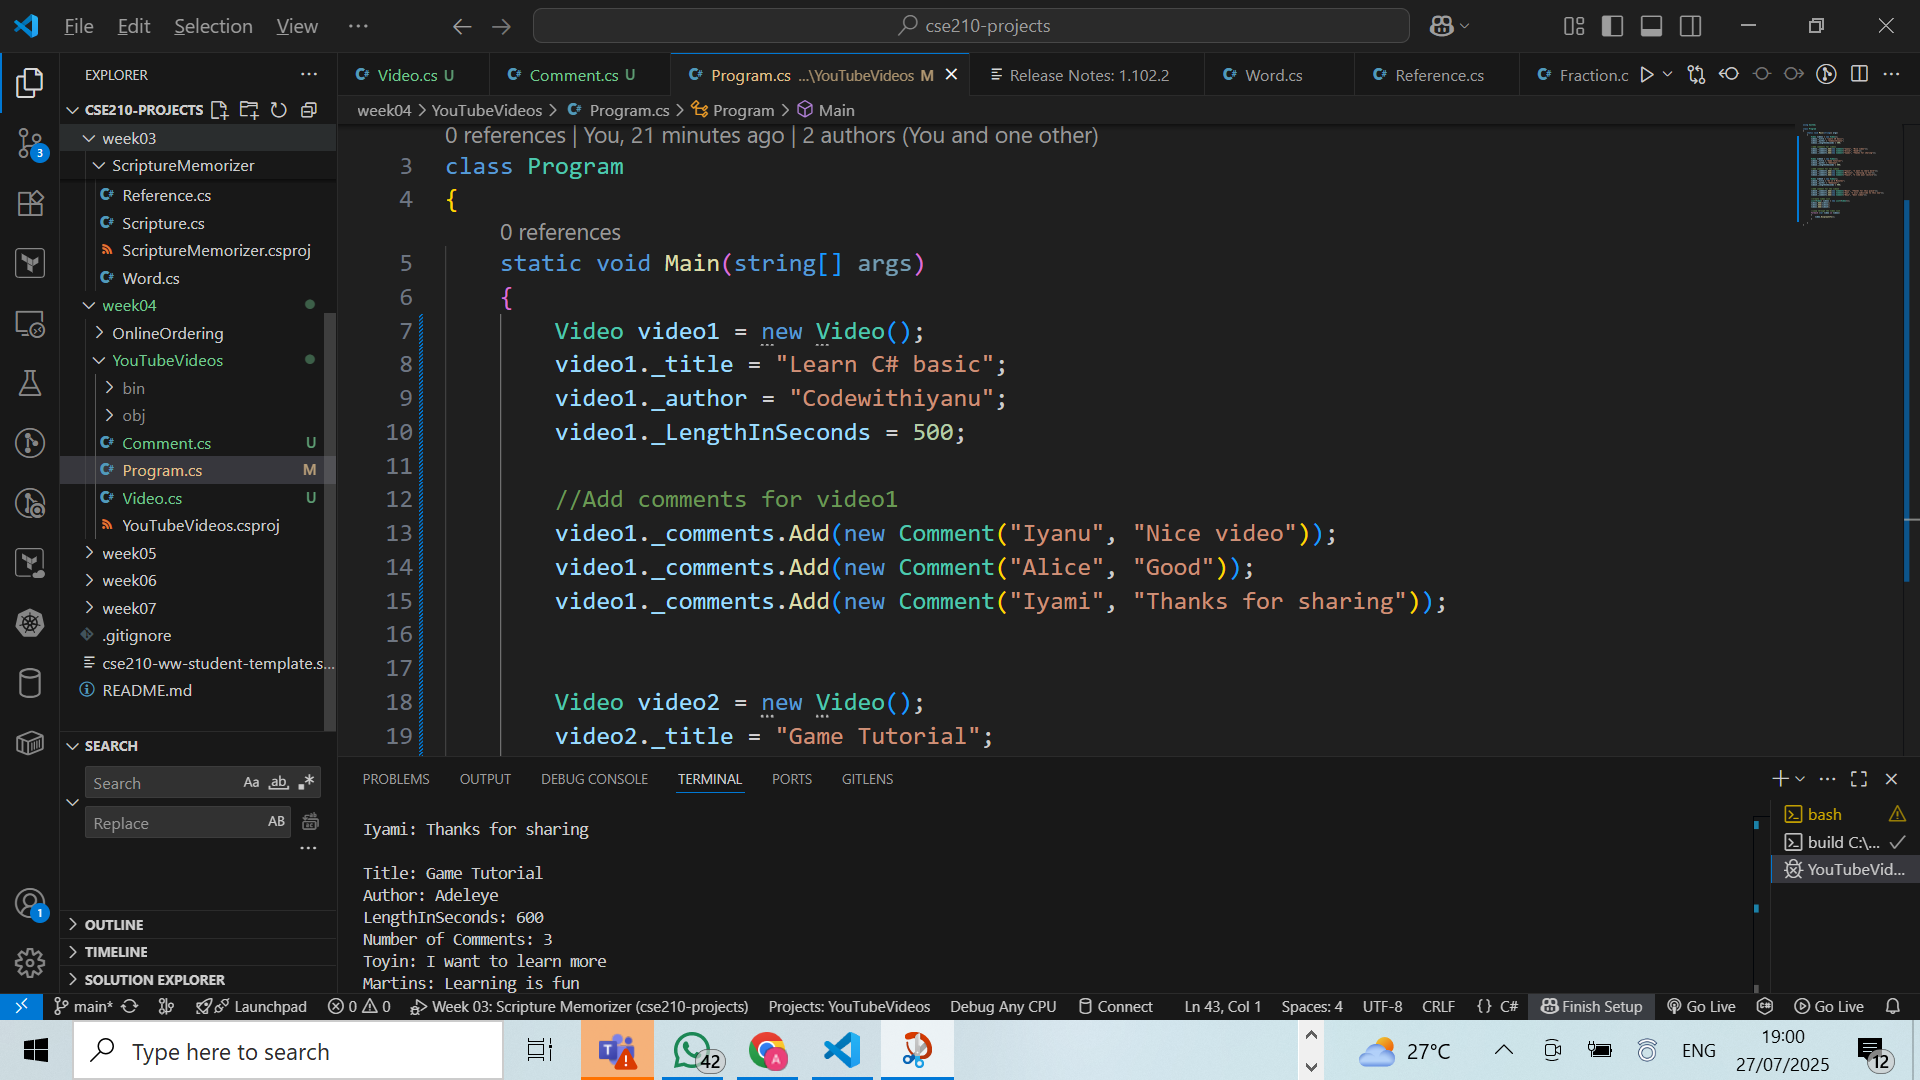 File Edit Selection View ··· cse210-projects
EXPLORER ···
CSE210-PROJECTS
week03
ScriptureMemorizer
Reference.cs
Scripture.cs
ScriptureMemorizer.csproj
Word.cs
week04
OnlineOrdering
YouTubeVideos
bin
obj
Comment.cs U
Program.cs M
Video.cs U
YouTubeVideos.csproj
week05
week06
week07
.gitignore
cse210-ww-student-template.s...
README.md
SEARCH
Search Aa ab .*
Replace AB
···
OUTLINE
TIMELINE
SOLUTION EXPLORER
3
1
Video.cs U Comment.cs U Program.cs ...\YouTubeVideos M Release Notes: 1.102.2 Word.cs Reference.cs Fraction.c
week04 > YouTubeVideos > Program.cs > Program > Main
0 references | You, 21 minutes ago | 2 authors (You and one other)
3 class Program
4 {
0 references
5 static void Main(string[] args)
6 {
7 Video video1 = new Video();
8 video1._title = "Learn C# basic";
9 video1._author = "Codewithiyanu";
10 video1._LengthInSeconds = 500;
11
12 //Add comments for video1
13 video1._comments.Add(new Comment("Iyanu", "Nice video"));
14 video1._comments.Add(new Comment("Alice", "Good"));
15 video1._comments.Add(new Comment("Iyami", "Thanks for sharing"));
16
17
18 Video video2 = new Video();
19 video2._title = "Game Tutorial";
PROBLEMS OUTPUT DEBUG CONSOLE TERMINAL PORTS GITLENS
Iyami: Thanks for sharing
Title: Game Tutorial
Author: Adeleye
LengthInSeconds: 600
Number of Comments: 3
Toyin: I want to learn more
Martins: Learning is fun
bash
build C:\...
YouTubeVid...
main* Launchpad 0 0 Week 03: Scripture Memorizer (cse210-projects) Projects: YouTubeVideos Debug Any CPU Connect Ln 43, Col 1 Spaces: 4 UTF-8 CRLF {} C# Finish Setup Go Live Go Live
Type here to search
42
27°C
ENG
19:00
27/07/2025
12